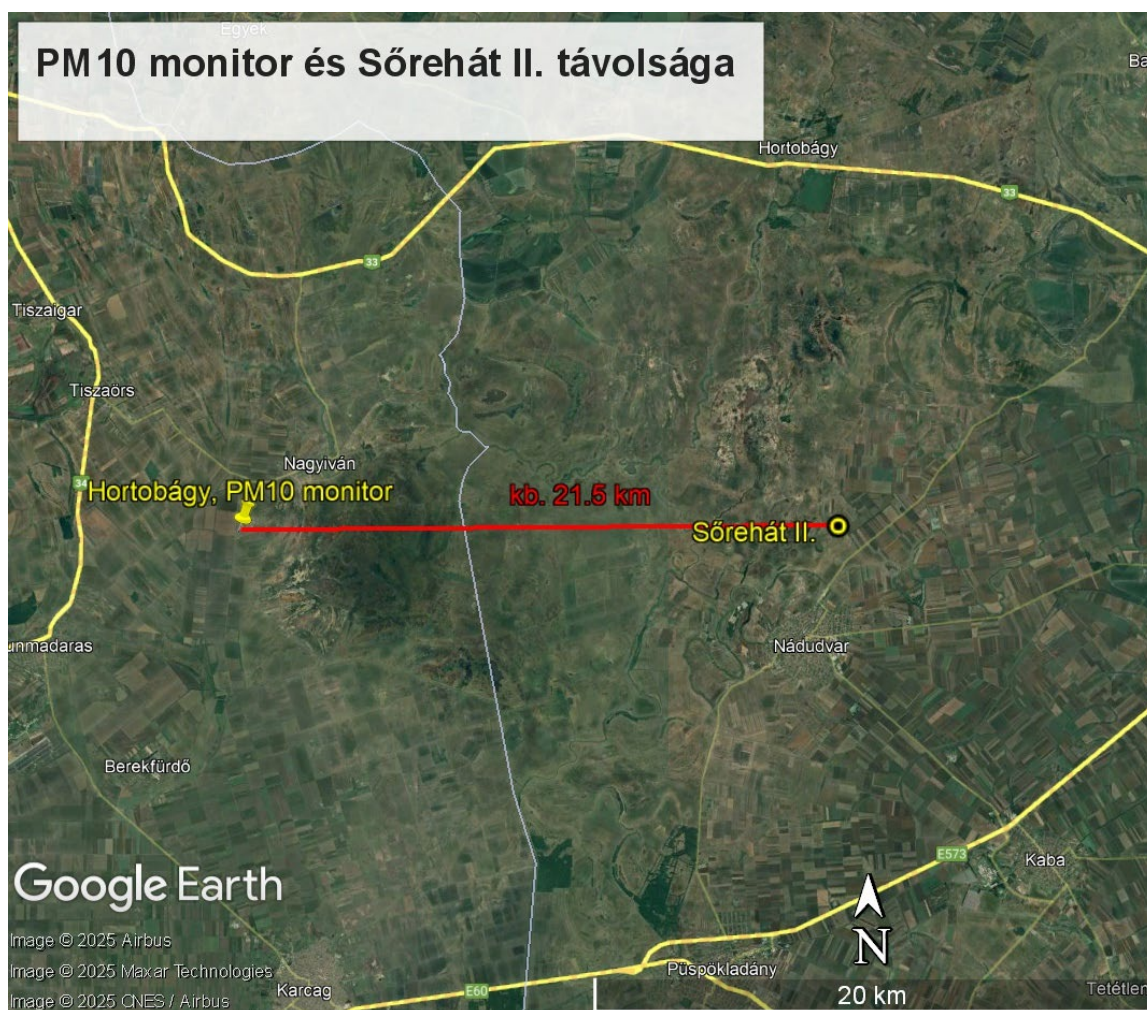 Egyek
PM10 monitor és Sőrehát II. távolsága
Ba
Hortobágy
33
33
Tiszaigar
Tiszaörs
Nagyiván
34
Hortobágy, PM10 monitor
kb. 21.5 km
Sőrehát II.
unmadaras
Nádudvar
Berekfürdő
E573
Kaba
Google Earth
N
Image © 2025 Airbus
Image © 2025 Maxar Technologies
Image © 2025 CNES / Airbus
Karcag
E60
Püspökladány
20 km
Tetétlen